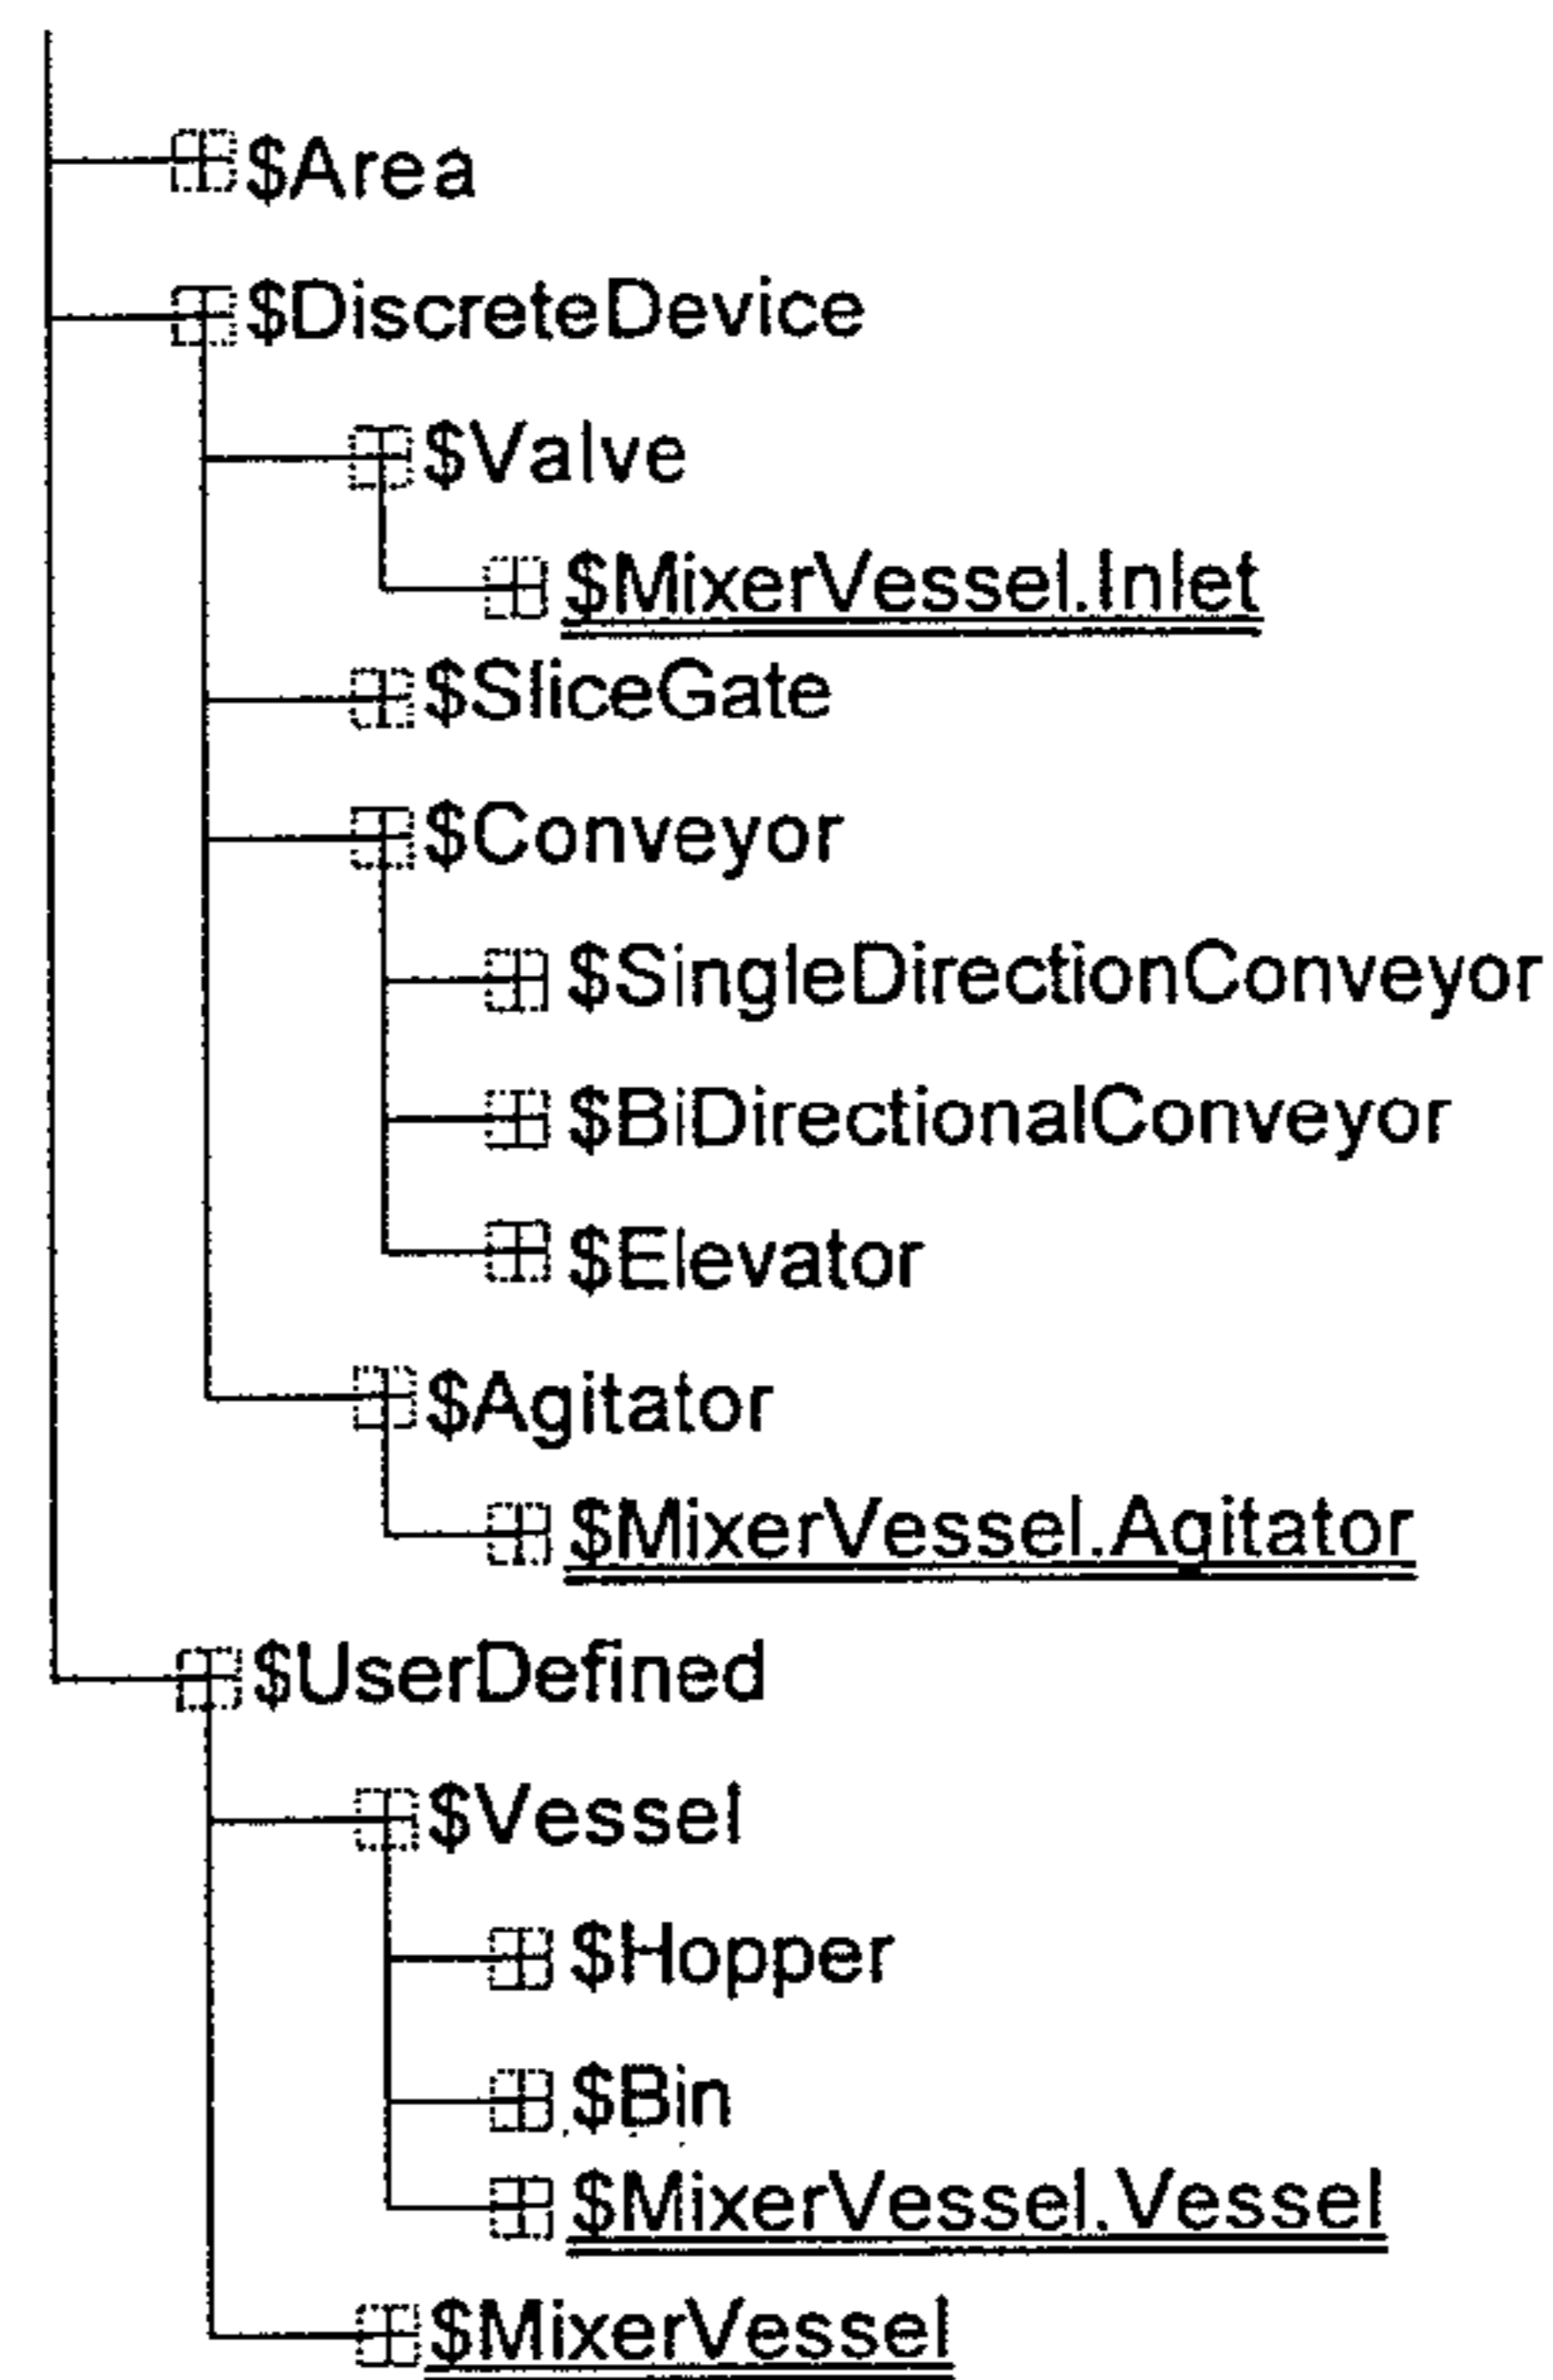 $Area
$DiscreteDevice
$Valve
$MixerVessel.Inlet
$SliceGate
$Conveyor
$SingleDirectionConveyor
$BiDirectionalConveyor
$Elevator
$Agitator
$MixerVessel.Agitator
$UserDefined
$Vessel
$Hopper
$Bin
$MixerVessel.Vessel
$MixerVessel